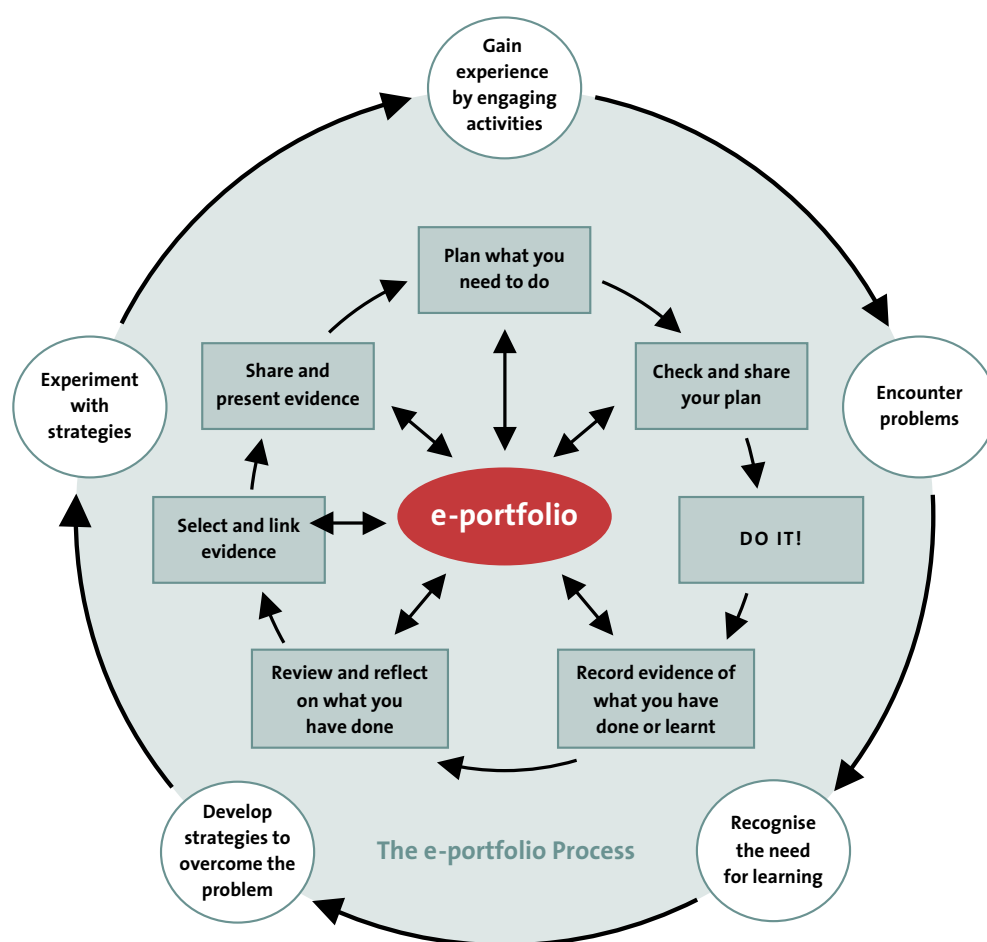 Gain
experience
by engaging
activities
Plan what you
need to do
Share and
present evidence
Check and share
your plan
Experiment
with
strategies
Encounter
problems
e-portfolio
Select and link
evidence
DO IT!
Review and reflect
on what you
have done
Record evidence of
what you have
done or learnt
Develop
strategies to
overcome the
problem
The e-portfolio Process
Recognise
the need
for learning